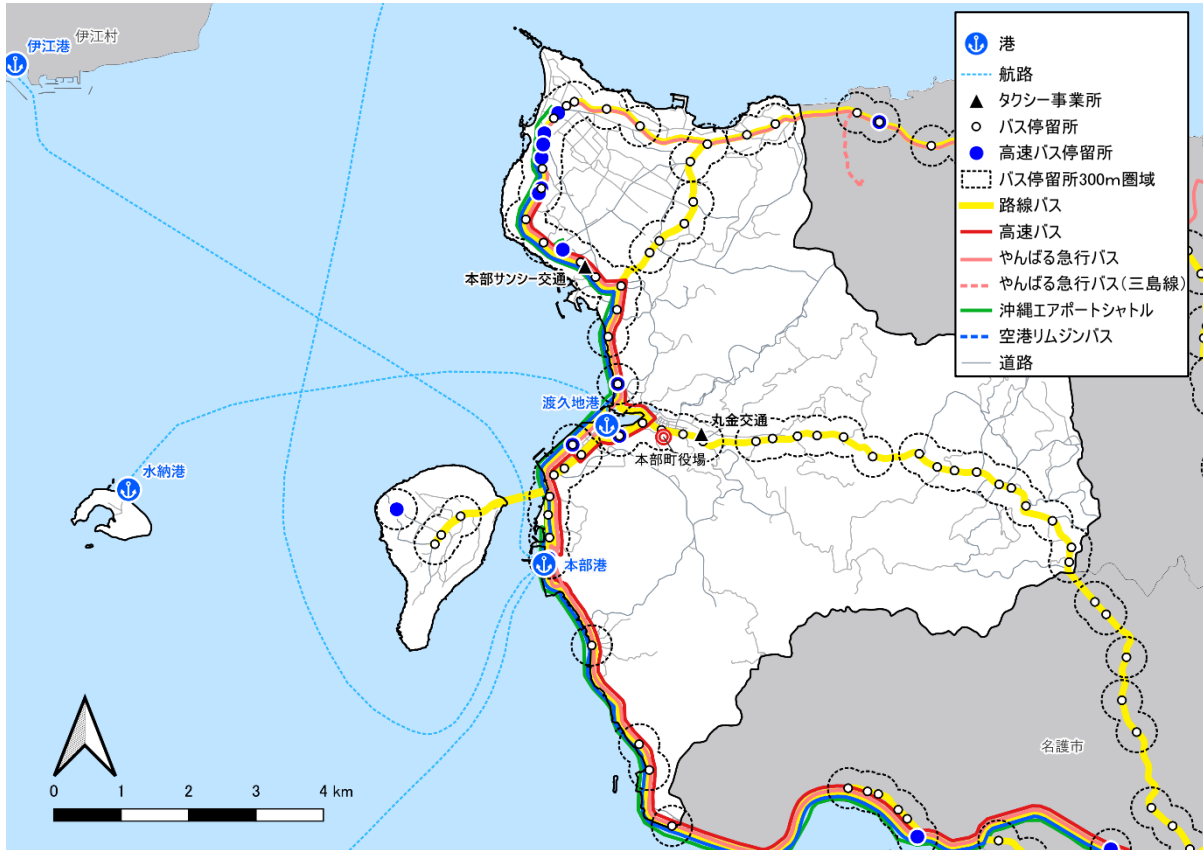 伊江港
伊江村
港
航路
タクシー事業所
バス停留所
高速バス停留所
バス停留所300m圏域
路線バス
高速バス
やんばる急行バス
やんばる急行バス(三島線)
沖縄エアポートシャトル
空港リムジンバス
道路
本部サンシー交通
渡久地港
丸金交通
本部町役場
水納港
本部港
名護市
0 1 2 3 4 km